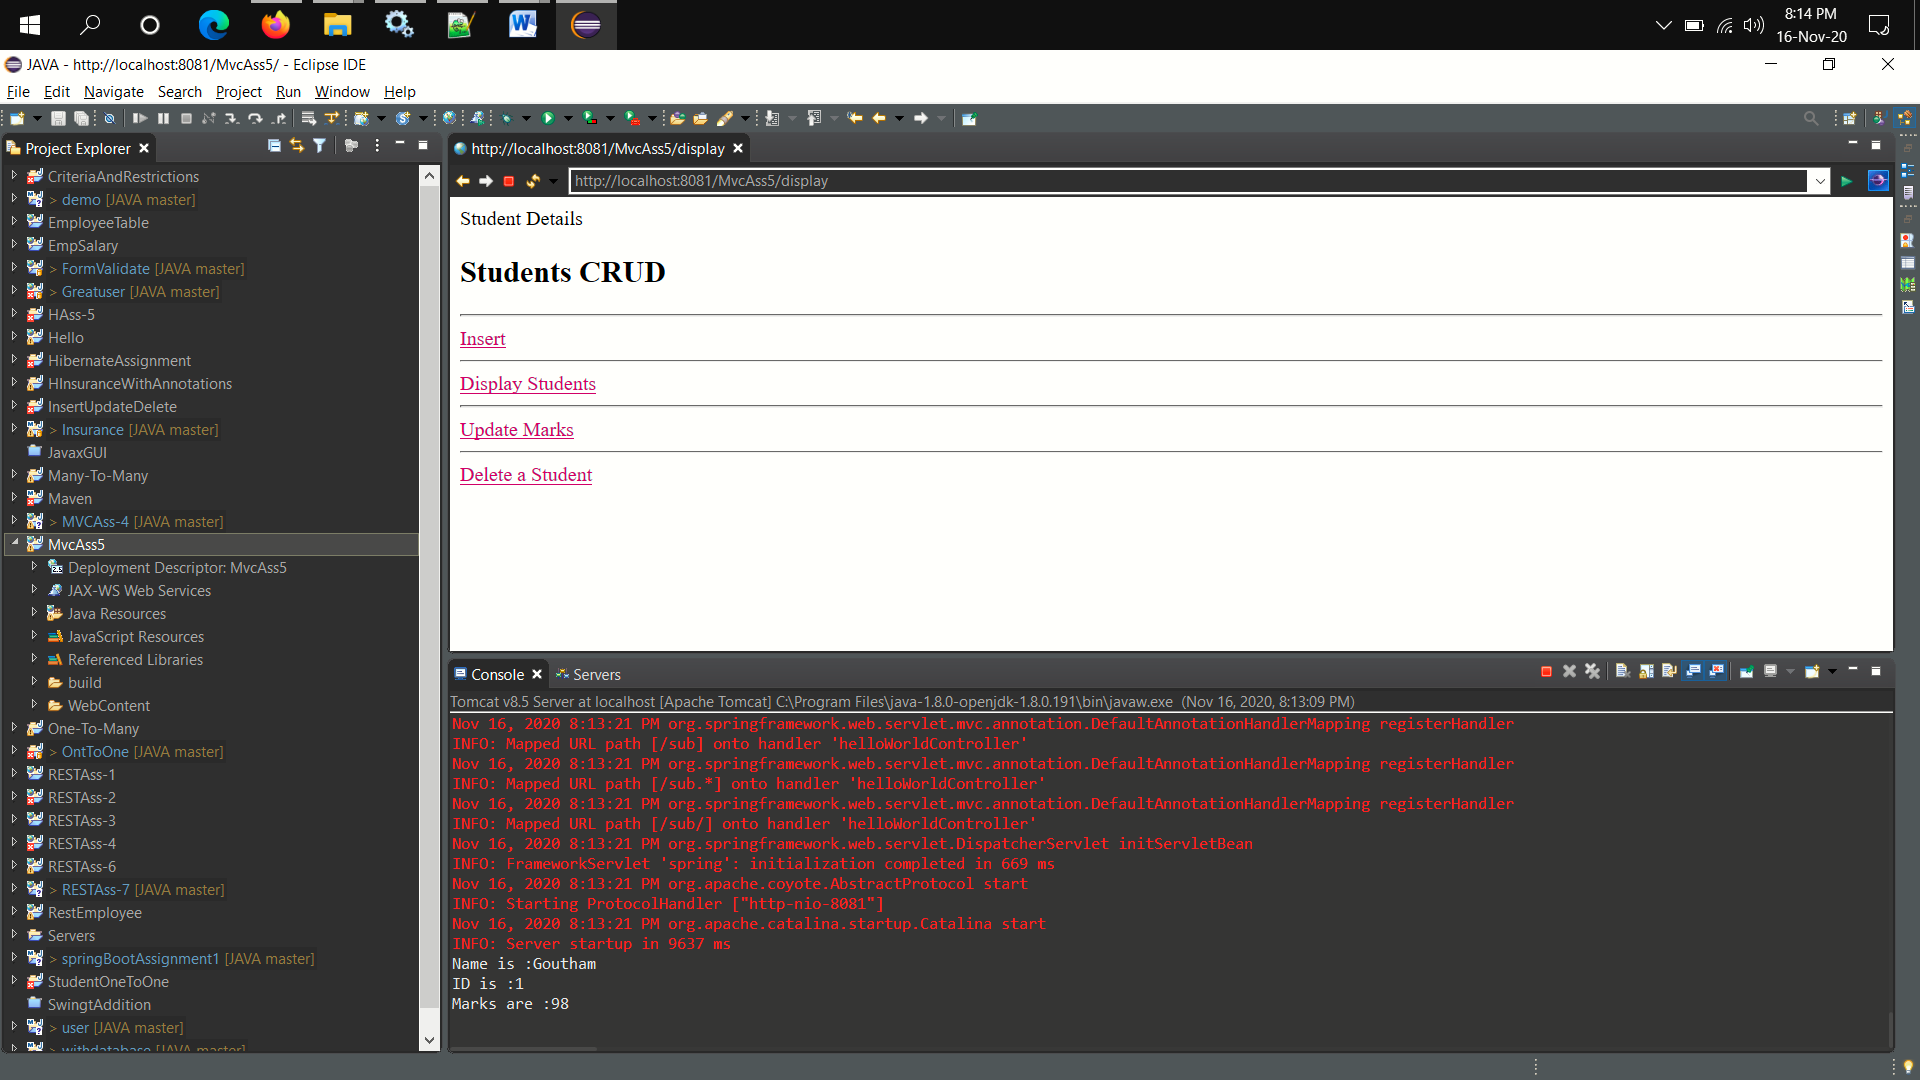 8:14 PM
16-Nov-20
JAVA - http://localhost:8081/MvcAss5/ - Eclipse IDE
File Edit Navigate Search Project Run Window Help
Project Explorer
http://localhost:8081/MvcAss5/display
http://localhost:8081/MvcAss5/display
CriteriaAndRestrictions
> demo [JAVA master]
EmployeeTable
EmpSalary
> FormValidate [JAVA master]
> Greatuser [JAVA master]
HAss-5
Hello
HibernateAssignment
HInsuranceWithAnnotations
InsertUpdateDelete
> Insurance [JAVA master]
JavaxGUI
Many-To-Many
Maven
> MVCAss-4 [JAVA master]
MvcAss5
Deployment Descriptor: MvcAss5
JAX-WS Web Services
Java Resources
JavaScript Resources
Referenced Libraries
build
WebContent
One-To-Many
> OntToOne [JAVA master]
RESTAss-1
RESTAss-2
RESTAss-3
RESTAss-4
RESTAss-6
> RESTAss-7 [JAVA master]
RestEmployee
Servers
> springBootAssignment1 [JAVA master]
StudentOneToOne
SwingtAddition
> user [JAVA master]
> withdatabase [JAVA master]
Student Details
Students CRUD
Insert
Display Students
Update Marks
Delete a Student
Console Servers
Tomcat v8.5 Server at localhost [Apache Tomcat] C:\Program Files\java-1.8.0-openjdk-1.8.0.191\bin\javaw.exe (Nov 16, 2020, 8:13:09 PM)
Nov 16, 2020 8:13:21 PM org.springframework.web.servlet.mvc.annotation.DefaultAnnotationHandlerMapping registerHandler
INFO: Mapped URL path [/sub] onto handler 'helloWorldController'
Nov 16, 2020 8:13:21 PM org.springframework.web.servlet.mvc.annotation.DefaultAnnotationHandlerMapping registerHandler
INFO: Mapped URL path [/sub.*] onto handler 'helloWorldController'
Nov 16, 2020 8:13:21 PM org.springframework.web.servlet.mvc.annotation.DefaultAnnotationHandlerMapping registerHandler
INFO: Mapped URL path [/sub/] onto handler 'helloWorldController'
Nov 16, 2020 8:13:21 PM org.springframework.web.servlet.DispatcherServlet initServletBean
INFO: FrameworkServlet 'spring': initialization completed in 669 ms
Nov 16, 2020 8:13:21 PM org.apache.coyote.AbstractProtocol start
INFO: Starting ProtocolHandler ["http-nio-8081"]
Nov 16, 2020 8:13:21 PM org.apache.catalina.startup.Catalina start
INFO: Server startup in 9637 ms
Name is :Goutham
ID is :1
Marks are :98